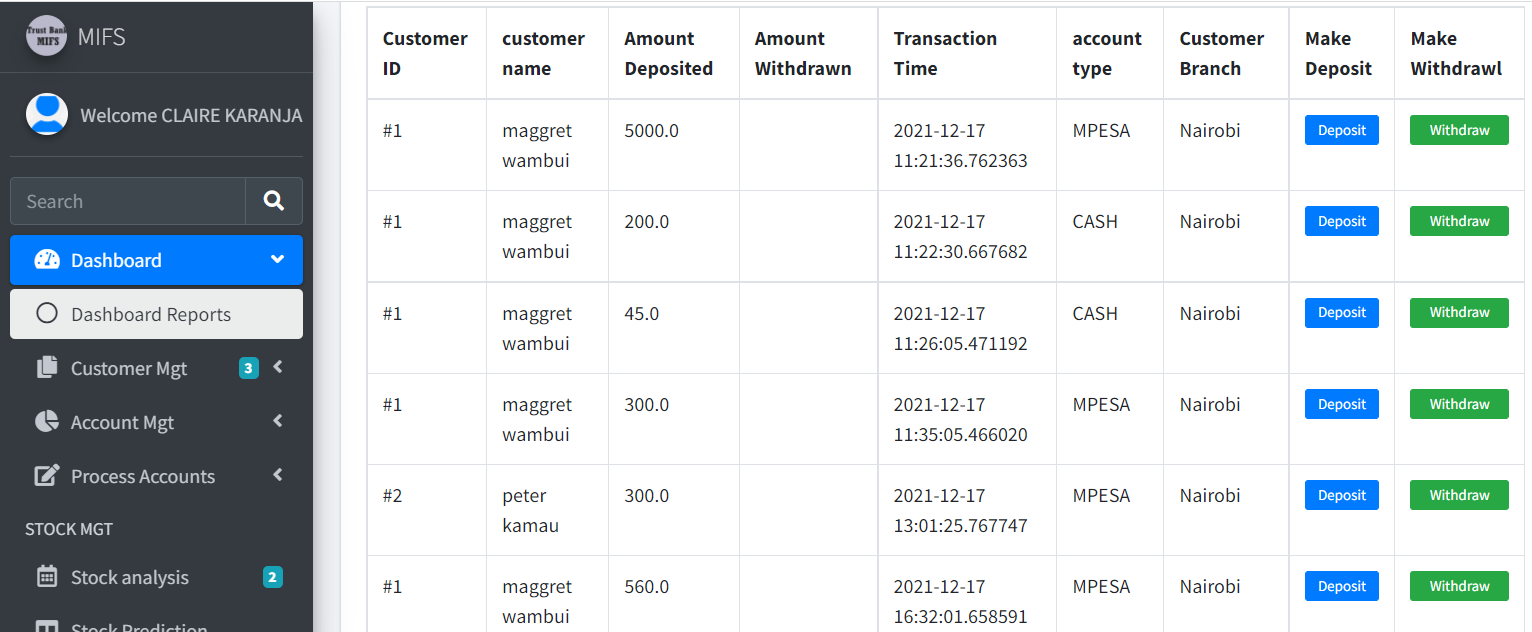 Trust Bank
MIFS
MIFS
Welcome CLAIRE KARANJA
Search
Dashboard
Dashboard Reports
Customer Mgt 3
Account Mgt
Process Accounts
STOCK MGT
Stock analysis 2
Stock Prediction
Customer ID customer name Amount Deposited Amount Withdrawn Transaction Time account type Customer Branch Make Deposit Make Withdrawl
#1 maggret wambui 5000.0 2021-12-17 11:21:36.762363 MPESA Nairobi Deposit Withdraw
#1 maggret wambui 200.0 2021-12-17 11:22:30.667682 CASH Nairobi Deposit Withdraw
#1 maggret wambui 45.0 2021-12-17 11:26:05.471192 CASH Nairobi Deposit Withdraw
#1 maggret wambui 300.0 2021-12-17 11:35:05.466020 MPESA Nairobi Deposit Withdraw
#2 peter kamau 300.0 2021-12-17 13:01:25.767747 MPESA Nairobi Deposit Withdraw
#1 maggret wambui 560.0 2021-12-17 16:32:01.658591 MPESA Nairobi Deposit Withdraw